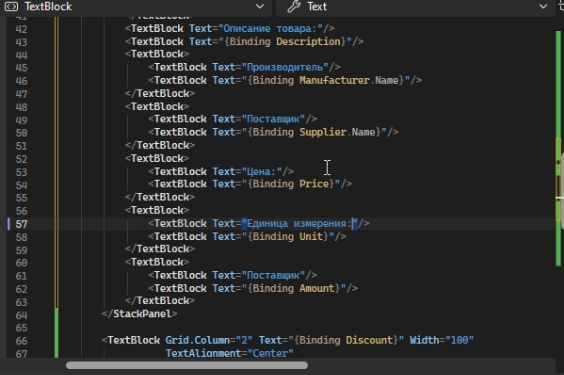 TextBlock Text
41 </TextBlock>
42 <TextBlock Text="Описание товара:"/>
43 <TextBlock Text="{Binding Description}"/>
44 <TextBlock>
45 <TextBlock Text="Производитель"/>
46 <TextBlock Text="{Binding Manufacturer.Name}"/>
47 </TextBlock>
48 <TextBlock>
49 <TextBlock Text="Поставщик"/>
50 <TextBlock Text="{Binding Supplier.Name}"/>
51 </TextBlock>
52 <TextBlock>
53 <TextBlock Text="Цена:"/>
54 <TextBlock Text="{Binding Price}"/>
55 </TextBlock>
56 <TextBlock>
57 <TextBlock Text="Единица измерения:"/>
58 <TextBlock Text="{Binding Unit}"/>
59 </TextBlock>
60 <TextBlock>
61 <TextBlock Text="Поставщик"/>
62 <TextBlock Text="{Binding Amount}"/>
63 </TextBlock>
64 </StackPanel>
65
66 <TextBlock Grid.Column="2" Text="{Binding Discount}" Width="100"
67 TextAlignment="Center"